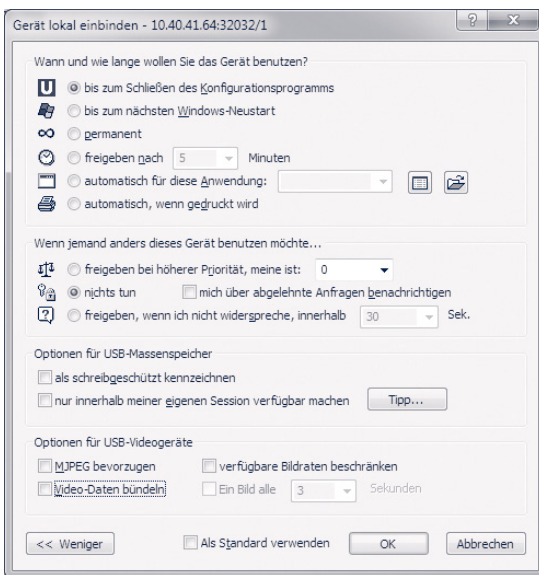 Gerät lokal einbinden - 10.40.41.64:32032/1
Wann und wie lange wollen Sie das Gerät benutzen?
U bis zum Schließen des Konfigurationsprogramms
bis zum nächsten Windows-Neustart
permanent
freigeben nach 5 Minuten
automatisch für diese Anwendung:
automatisch, wenn gedruckt wird
Wenn jemand anders dieses Gerät benutzen möchte...
freigeben bei höherer Priorität, meine ist: 0
nichts tun mich über abgelehnte Anfragen benachrichtigen
freigeben, wenn ich nicht widerspreche, innerhalb 30 Sek.
Optionen für USB-Massenspeicher
als schreibgeschützt kennzeichnen
nur innerhalb meiner eigenen Session verfügbar machen Tipp...
Optionen für USB-Videogeräte
MJPEG bevorzugen verfügbare Bildraten beschränken
Video-Daten bündeln Ein Bild alle 3 Sekunden
<< Weniger Als Standard verwenden OK Abbrechen